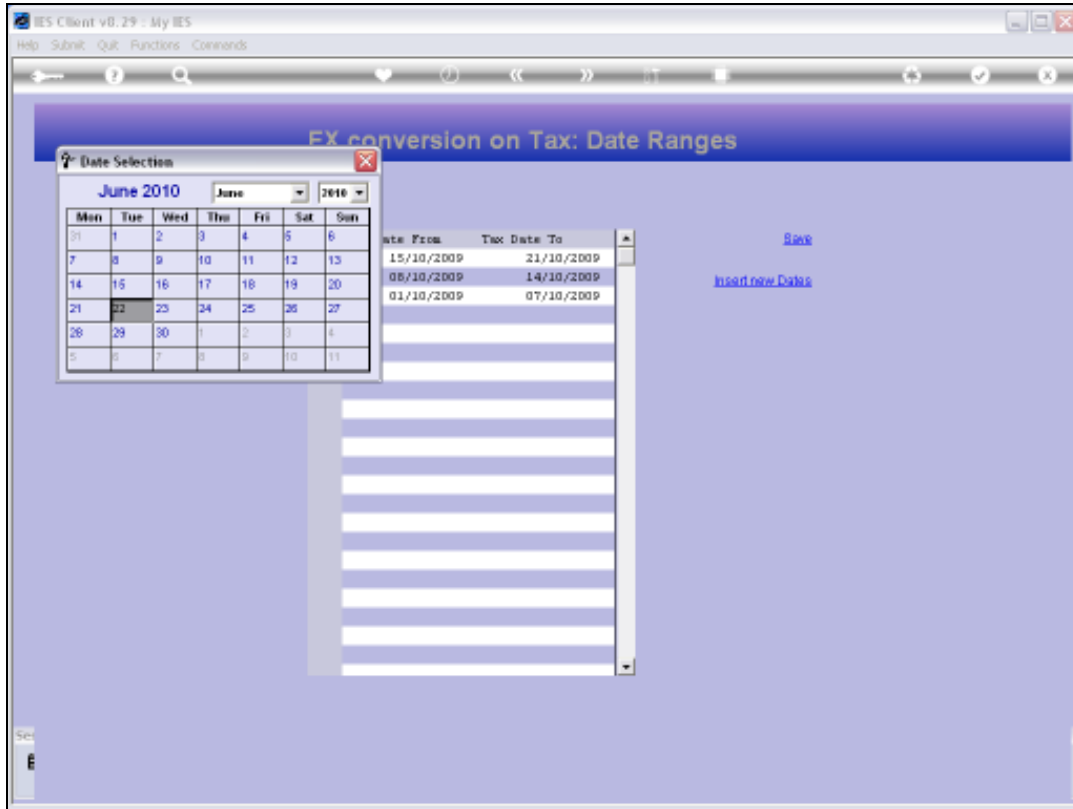 IES Client v8.29 : My IES
Help Submit Quit Functions Commands
EX conversion on Tax: Date Ranges
Date Selection
June 2010 June 2010
Mon Tue Wed Thu Fri Sat Sun
31 1 2 3 4 5 6
7 8 9 10 11 12 13
14 15 16 17 18 19 20
21 22 23 24 25 26 27
28 29 30 1 2 3 4
5 6 7 8 9 10 11
ate From Tax Date To
15/10/2009 21/10/2009
08/10/2009 14/10/2009
01/10/2009 07/10/2009
Save
Insert new Dates
Se